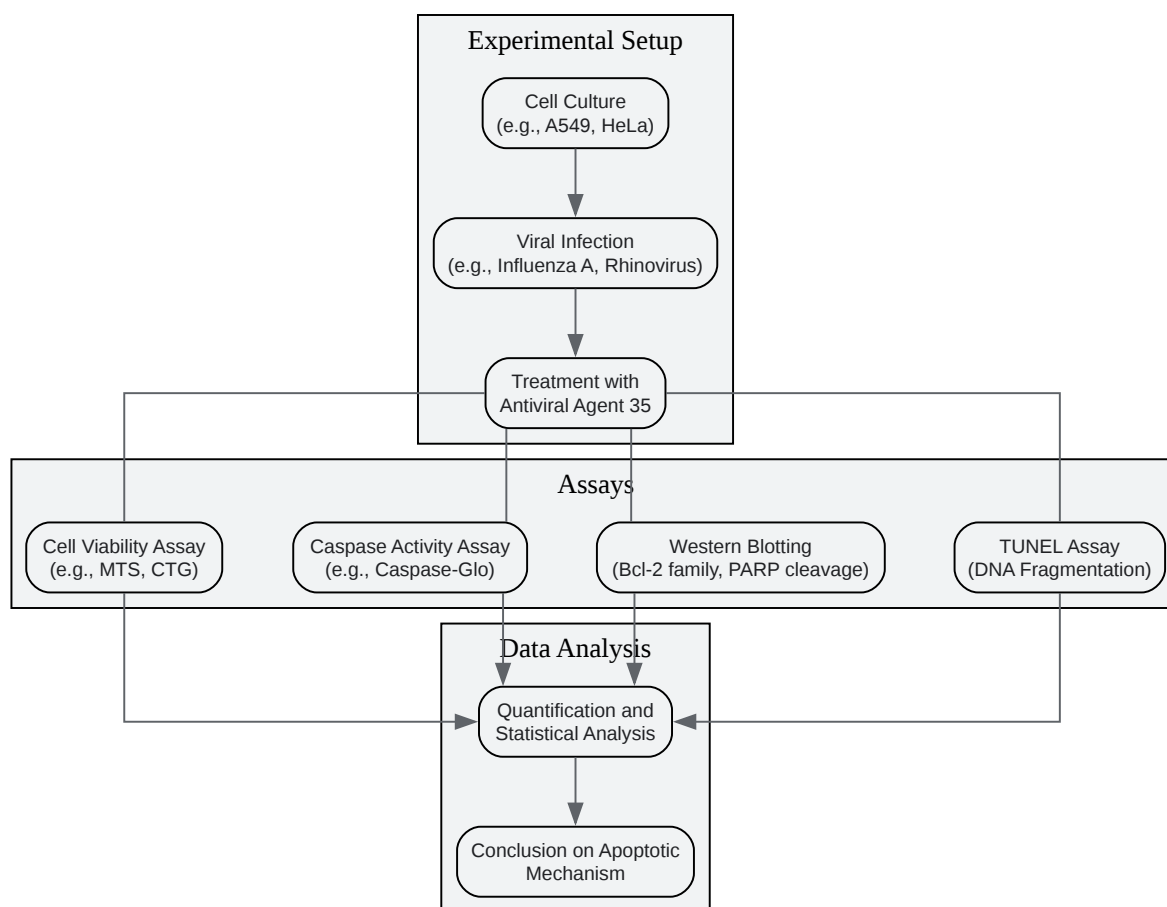 Experimental Setup
Cell Culture
(e.g., A549, HeLa)
Viral Infection
(e.g., Influenza A, Rhinovirus)
Treatment with
Antiviral Agent 35
Assays
Cell Viability Assay
(e.g., MTS, CTG)
Caspase Activity Assay
(e.g., Caspase-Glo)
Western Blotting
(Bcl-2 family, PARP cleavage)
TUNEL Assay
(DNA Fragmentation)
Data Analysis
Quantification and
Statistical Analysis
Conclusion on Apoptotic
Mechanism